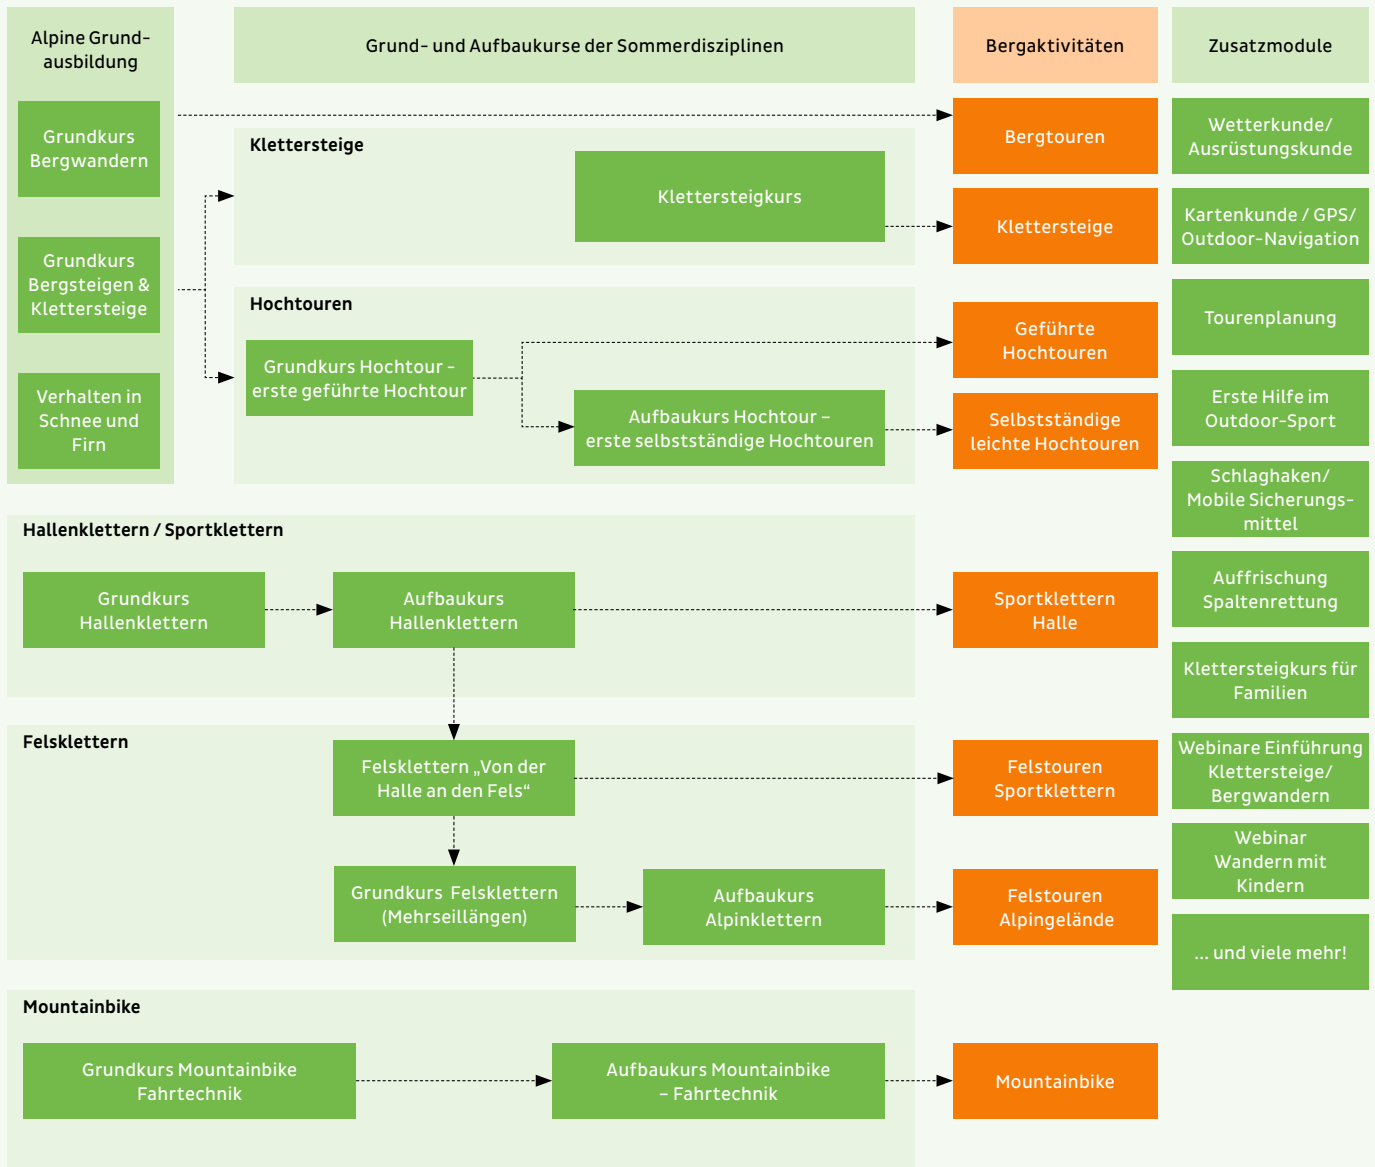 Alpine Grund-
ausbildung
Grundkurs
Bergwandern
Grundkurs
Bergsteigen &
Klettersteige
Verhalten in
Schnee und
Firn
Grund- und Aufbaukurse der Sommerdisziplinen
Klettersteige
Klettersteigkurs
Hochtouren
Grundkurs Hochtour –
erste geführte Hochtour
Aufbaukurs Hochtour –
erste selbstständige Hochtouren
Hallenklettern / Sportklettern
Grundkurs
Hallenklettern
Aufbaukurs
Hallenklettern
Felsklettern
Felsklettern „Von der
Halle an den Fels“
Grundkurs Felsklettern
(Mehrseillängen)
Aufbaukurs
Alpinklettern
Mountainbike
Grundkurs Mountainbike
Fahrtechnik
Aufbaukurs Mountainbike
– Fahrtechnik
Bergaktivitäten
Bergtouren
Klettersteige
Geführte
Hochtouren
Selbstständige
leichte Hochtouren
Sportklettern
Halle
Felstouren
Sportklettern
Felstouren
Alpingelände
Mountainbike
Zusatzmodule
Wetterkunde/
Ausrüstungskunde
Kartenkunde / GPS/
Outdoor-Navigation
Tourenplanung
Erste Hilfe im
Outdoor-Sport
Schlaghaken/
Mobile Sicherungs-
mittel
Auffrischung
Spaltenrettung
Klettersteigkurs für
Familien
Webinare Einführung
Klettersteige/
Bergwandern
Webinar
Wandern mit
Kindern
... und viele mehr!